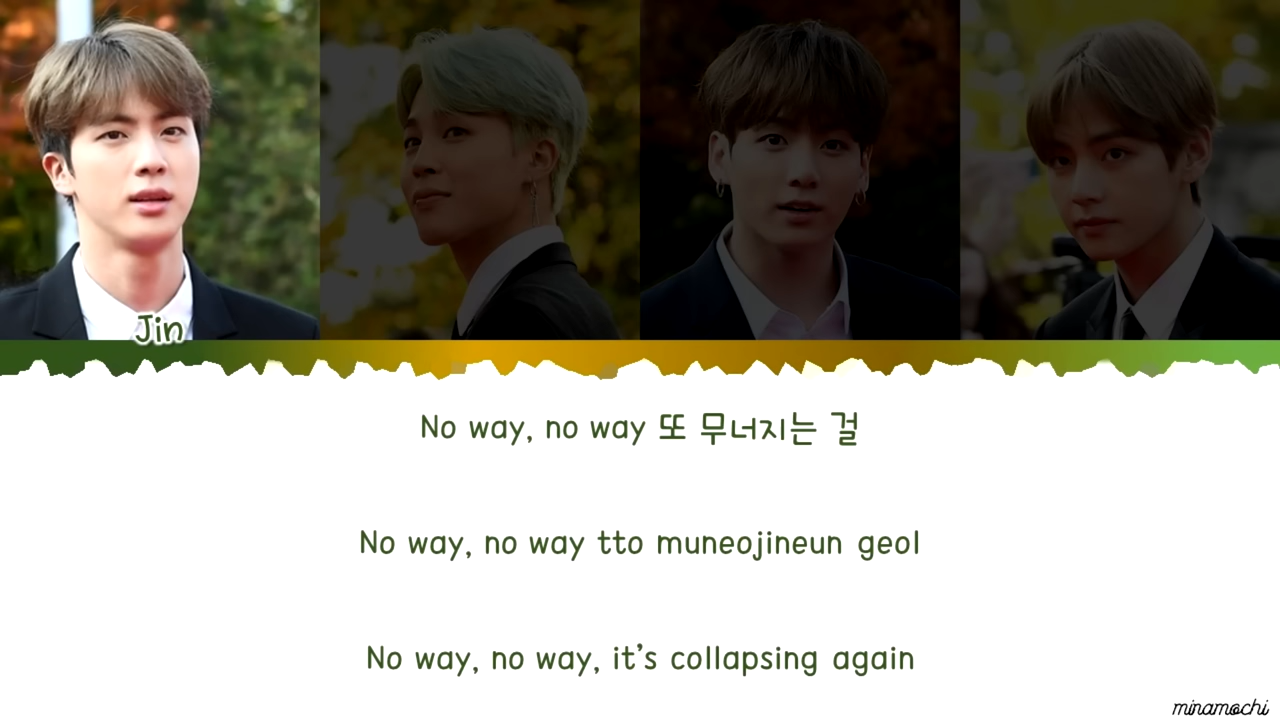 Jin
No way, no way 또 무너지는 걸
No way, no way tto muneojineun geol
No way, no way, it's collapsing again
minamochi